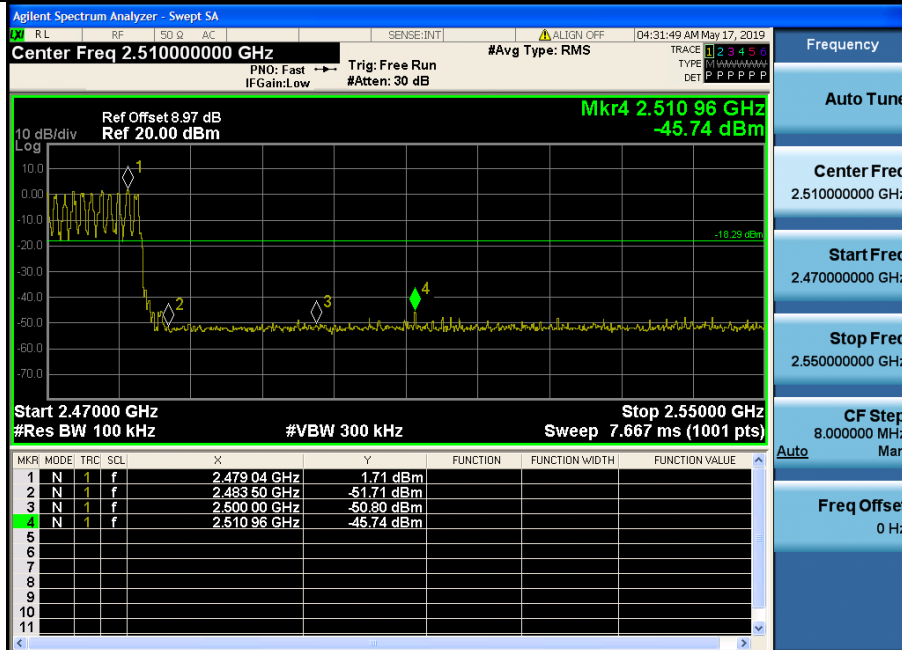 Agilent Spectrum Analyzer - Swept SA
LXI RL RF 50 Ω AC SENSE:INT ALIGN OFF 04:31:49 AM May 17, 2019
Center Freq 2.510000000 GHz
PNO: Fast
IFGain:Low
Trig: Free Run
#Atten: 30 dB
#Avg Type: RMS
TRACE 1 2 3 4 5 6
TYPE M WWWWW
DET P P P P P P
Mkr4 2.510 96 GHz
-45.74 dBm
Ref Offset 8.97 dB
10 dB/div Ref 20.00 dBm
Log
10.0
0.00
-10.0
-20.0
-30.0
-40.0
-50.0
-60.0
-70.0
1
2
3
4
-18.29 dBm
Start 2.47000 GHz Stop 2.55000 GHz
#Res BW 100 kHz #VBW 300 kHz Sweep 7.667 ms (1001 pts)
MKR MODE TRC SCL X Y FUNCTION FUNCTION WIDTH FUNCTION VALUE
1 N 1 f 2.479 04 GHz 1.71 dBm
2 N 1 f 2.483 50 GHz -51.71 dBm
3 N 1 f 2.500 00 GHz -50.80 dBm
4 N 1 f 2.510 96 GHz -45.74 dBm
5
6
7
8
9
10
11
Frequency
Auto Tune
Center Freq
2.510000000 GHz
Start Freq
2.470000000 GHz
Stop Freq
2.550000000 GHz
CF Step
8.000000 MHz
Auto Man
Freq Offset
0 Hz